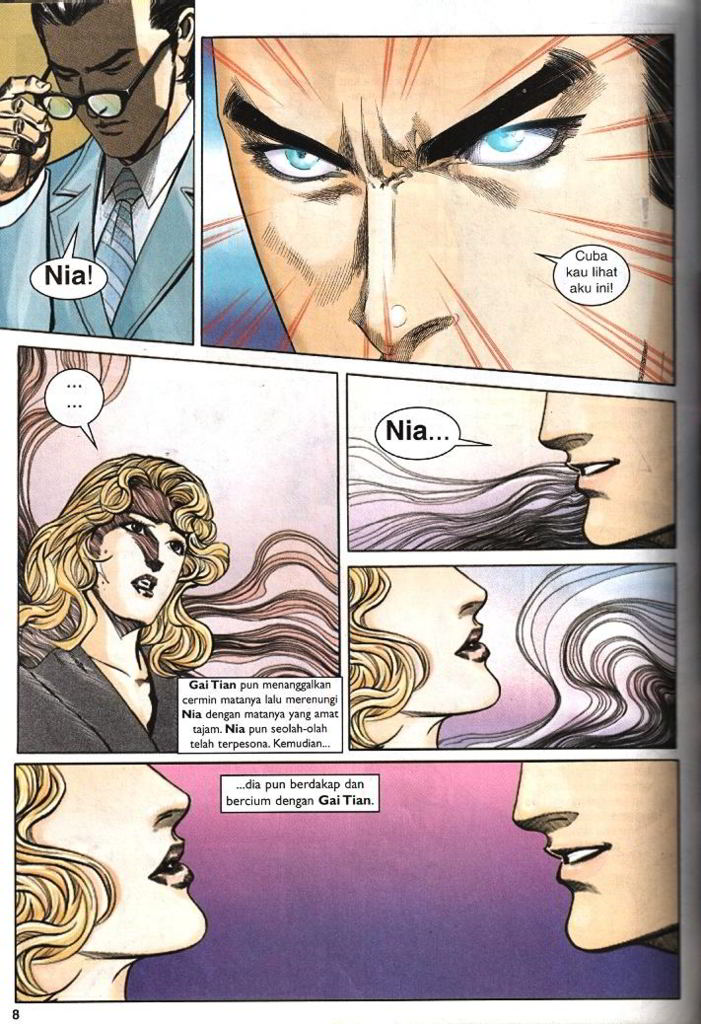 Nia!
Cuba
kau lihat
aku ini!
...
...
Nia...
Gai Tian pun menanggalkan
cermin matanya lalu merenungi
Nia dengan matanya yang amat
tajam. Nia pun seolah-olah
telah terpesona. Kemudian...
...dia pun berdakap dan
bercium dengan Gai Tian.
8